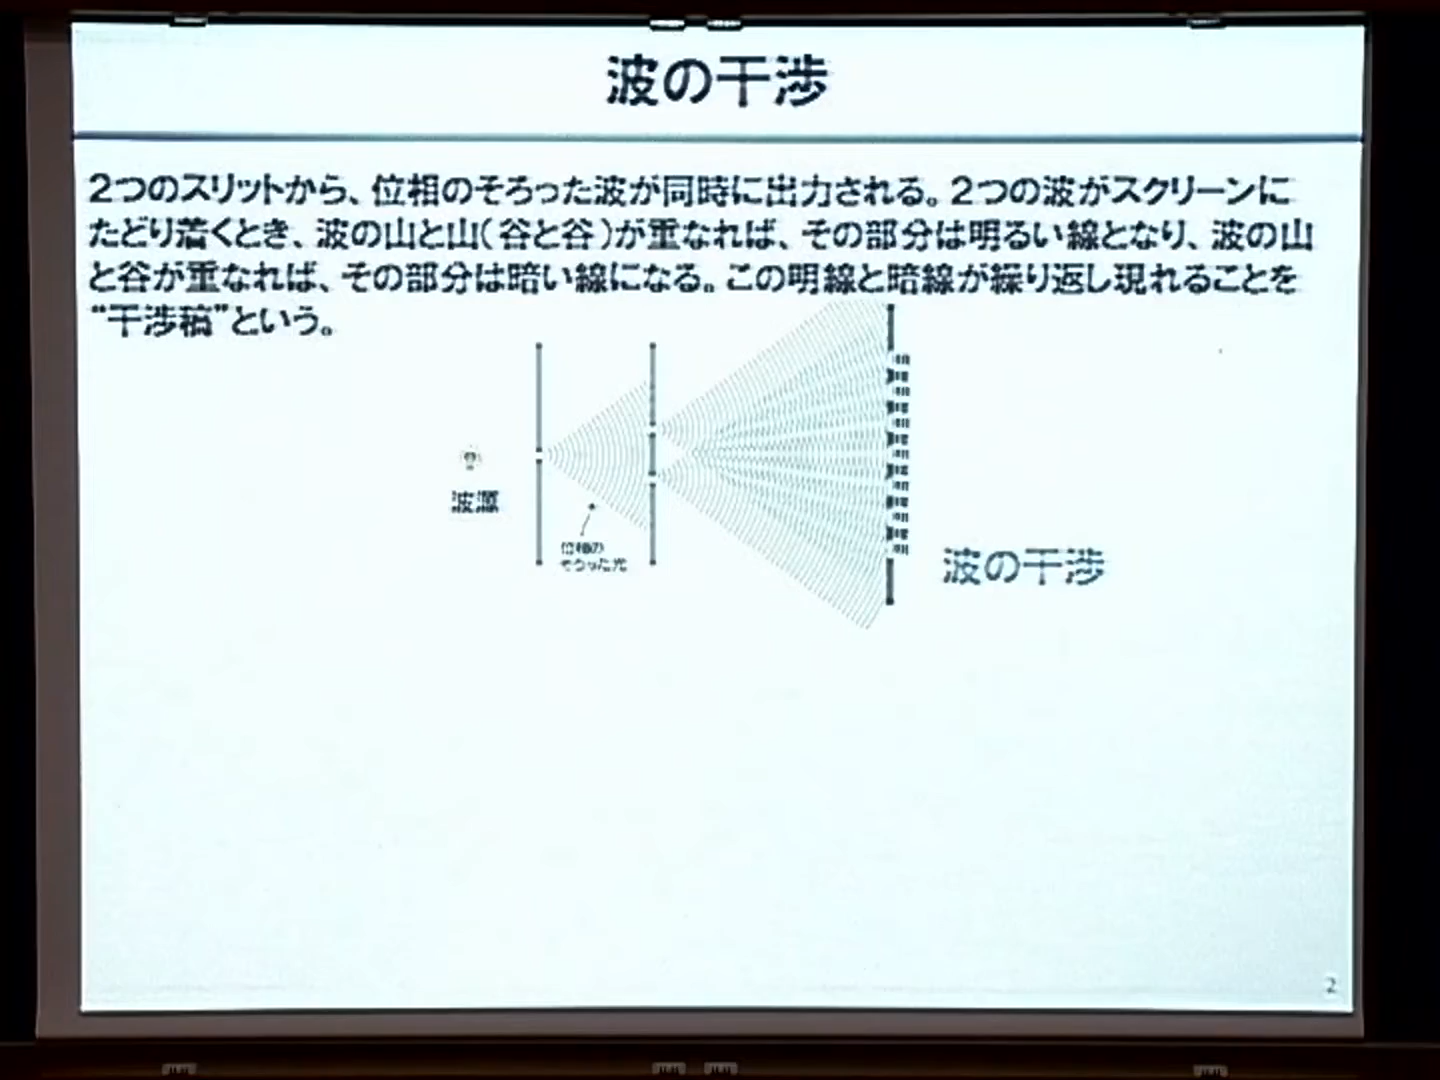 波の干渉
2つのスリットから、位相のそろった波が同時に出力される。2つの波がスクリーンに
たどり着くとき、波の山と山(谷と谷)が重なれば、その部分は明るい線となり、波の山
と谷が重なれば、その部分は暗い線になる。この明線と暗線が繰り返し現れることを
“干渉稿”という。
波源
位相の
そろった光
波の干渉
2